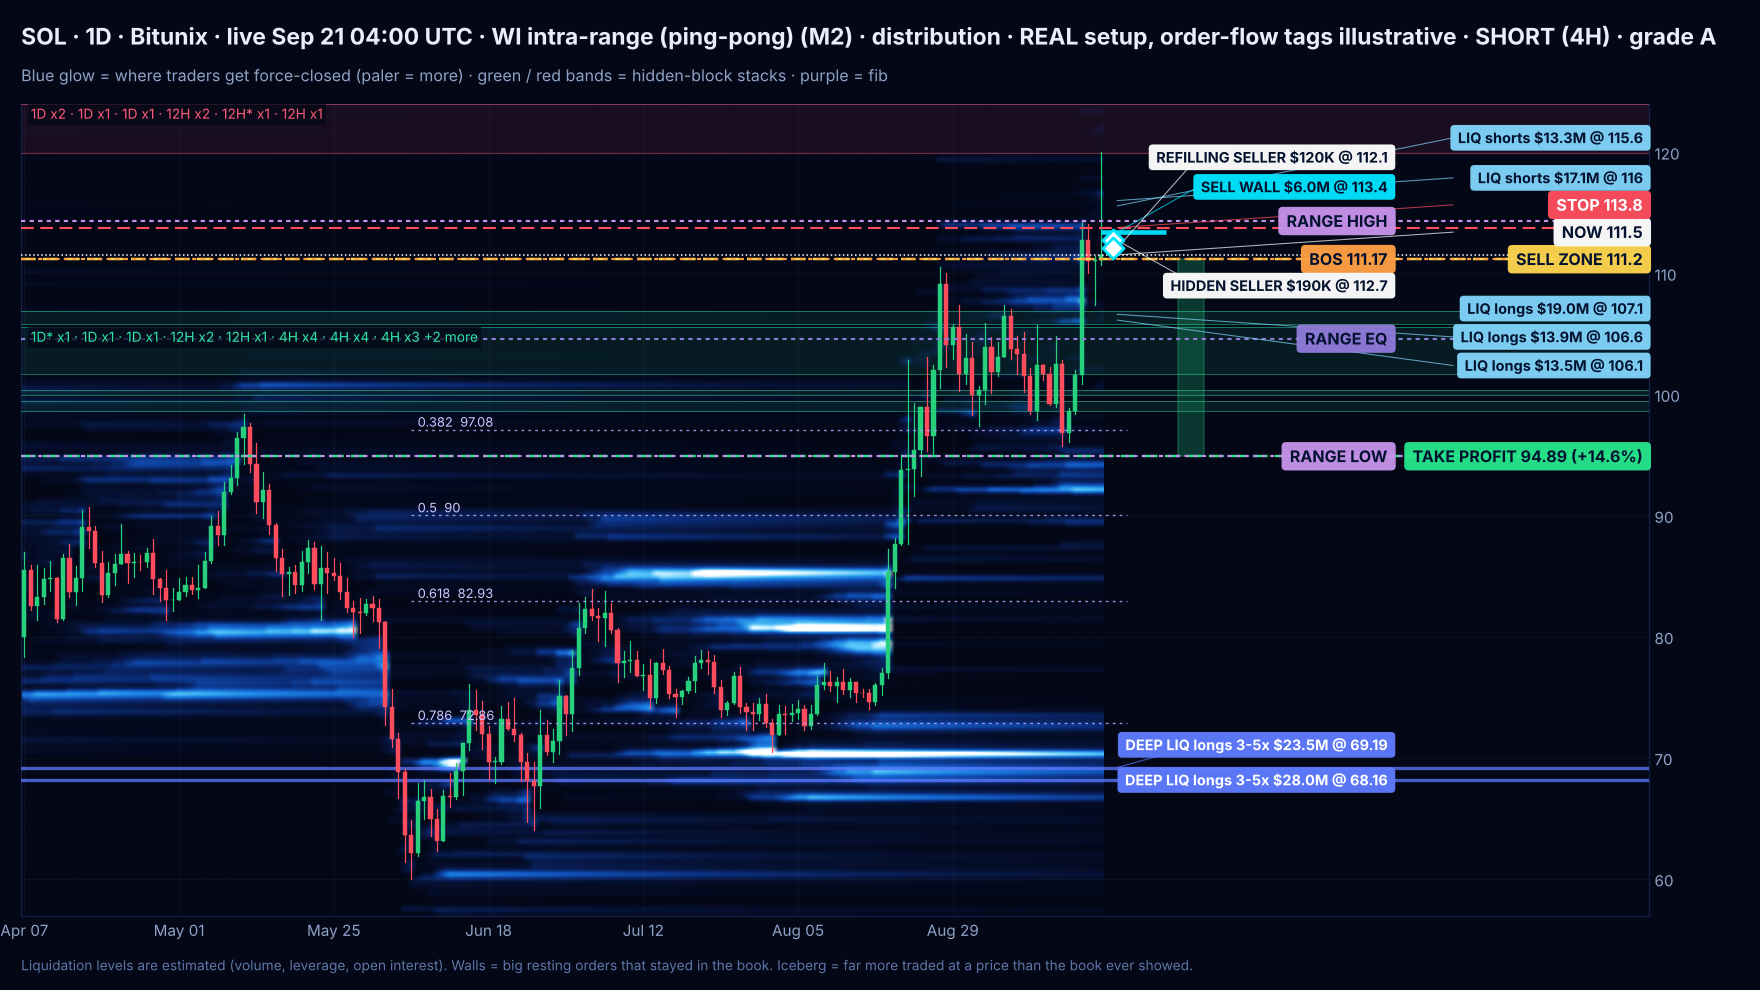 SOL · 1D · Bitunix · live Sep 21 04:00 UTC · WI intra-range (ping-pong) (M2) · distribution · REAL setup, order-flow tags illustrative · SHORT (4H) · grade A
Blue glow = where traders get force-closed (paler = more) · green / red bands = hidden-block stacks · purple = fib
1D x2 · 1D x1 · 1D x1 · 12H x2 · 12H* x1 · 12H x1
LIQ shorts $13.3M @ 115.6
REFILLING SELLER $120K @ 112.1
120
LIQ shorts $17.1M @ 116
SELL WALL $6.0M @ 113.4
STOP 113.8
RANGE HIGH
NOW 111.5
BOS 111.17
SELL ZONE 111.2
110
HIDDEN SELLER $190K @ 112.7
LIQ longs $19.0M @ 107.1
1D* x1 · 1D x1 · 1D x1 · 12H x2 · 12H x1 · 4H x4 · 4H x4 · 4H x3 +2 more
RANGE EQ
LIQ longs $13.9M @ 106.6
LIQ longs $13.5M @ 106.1
100
0.382 97.08
RANGE LOW
TAKE PROFIT 94.89 (+14.6%)
0.5 90
90
0.618 82.93
80
0.786 72.86
DEEP LIQ longs 3-5x $23.5M @ 69.19
70
DEEP LIQ longs 3-5x $28.0M @ 68.16
60
Apr 07
May 01
May 25
Jun 18
Jul 12
Aug 05
Aug 29
Liquidation levels are estimated (volume, leverage, open interest). Walls = big resting orders that stayed in the book. Iceberg = far more traded at a price than the book ever showed.